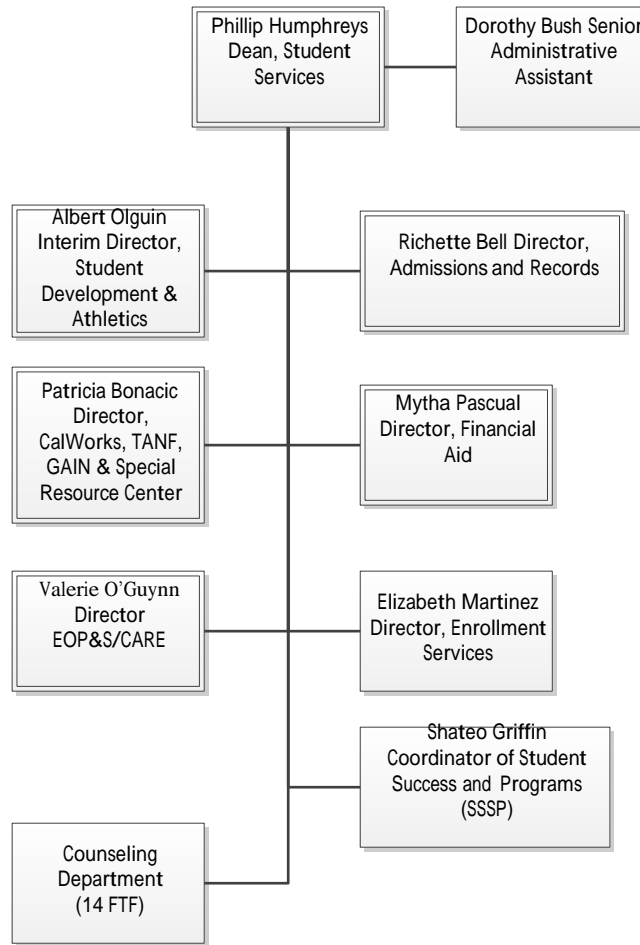 Phillip Humphreys
Dean, Student
Services
Dorothy Bush Senior
Administrative
Assistant
Albert Olguin
Interim Director,
Student
Development &
Athletics
Richette Bell Director,
Admissions and Records
Patricia Bonacic
Director,
CalWorks, TANF,
GAIN & Special
Resource Center
Mytha Pascual
Director, Financial
Aid
Valerie O'Guynn
Director
EOP&S/CARE
Elizabeth Martinez
Director, Enrollment
Services
Shateo Griffin
Coordinator of Student
Success and Programs
(SSSP)
Counseling
Department
(14 FTF)